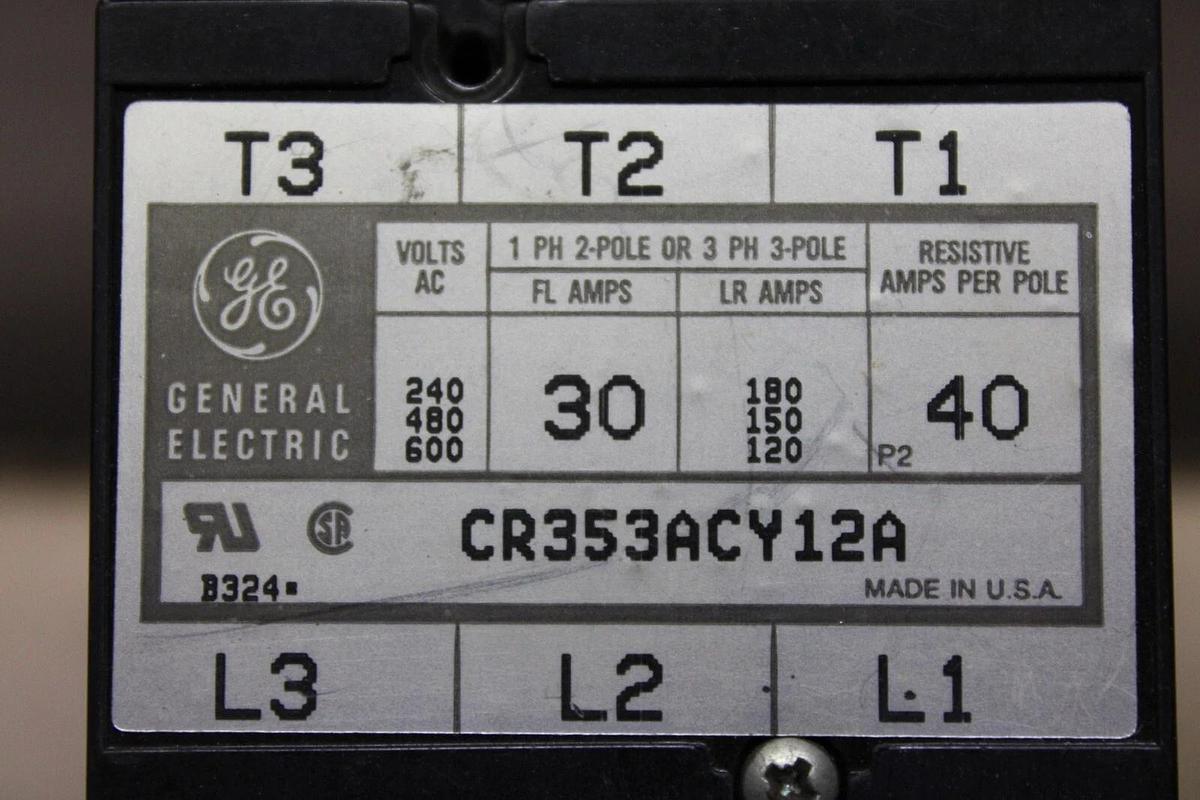 T3 T2 T1
GE
GENERAL
ELECTRIC
VOLTS
AC
1 PH 2-POLE OR 3 PH 3-POLE
FL AMPS LR AMPS
RESISTIVE
AMPS PER POLE
240
480
600
30
180
150
120
40
P2
RU SA CR353ACY12A
B324
MADE IN U.S.A.
L3 L2 L1